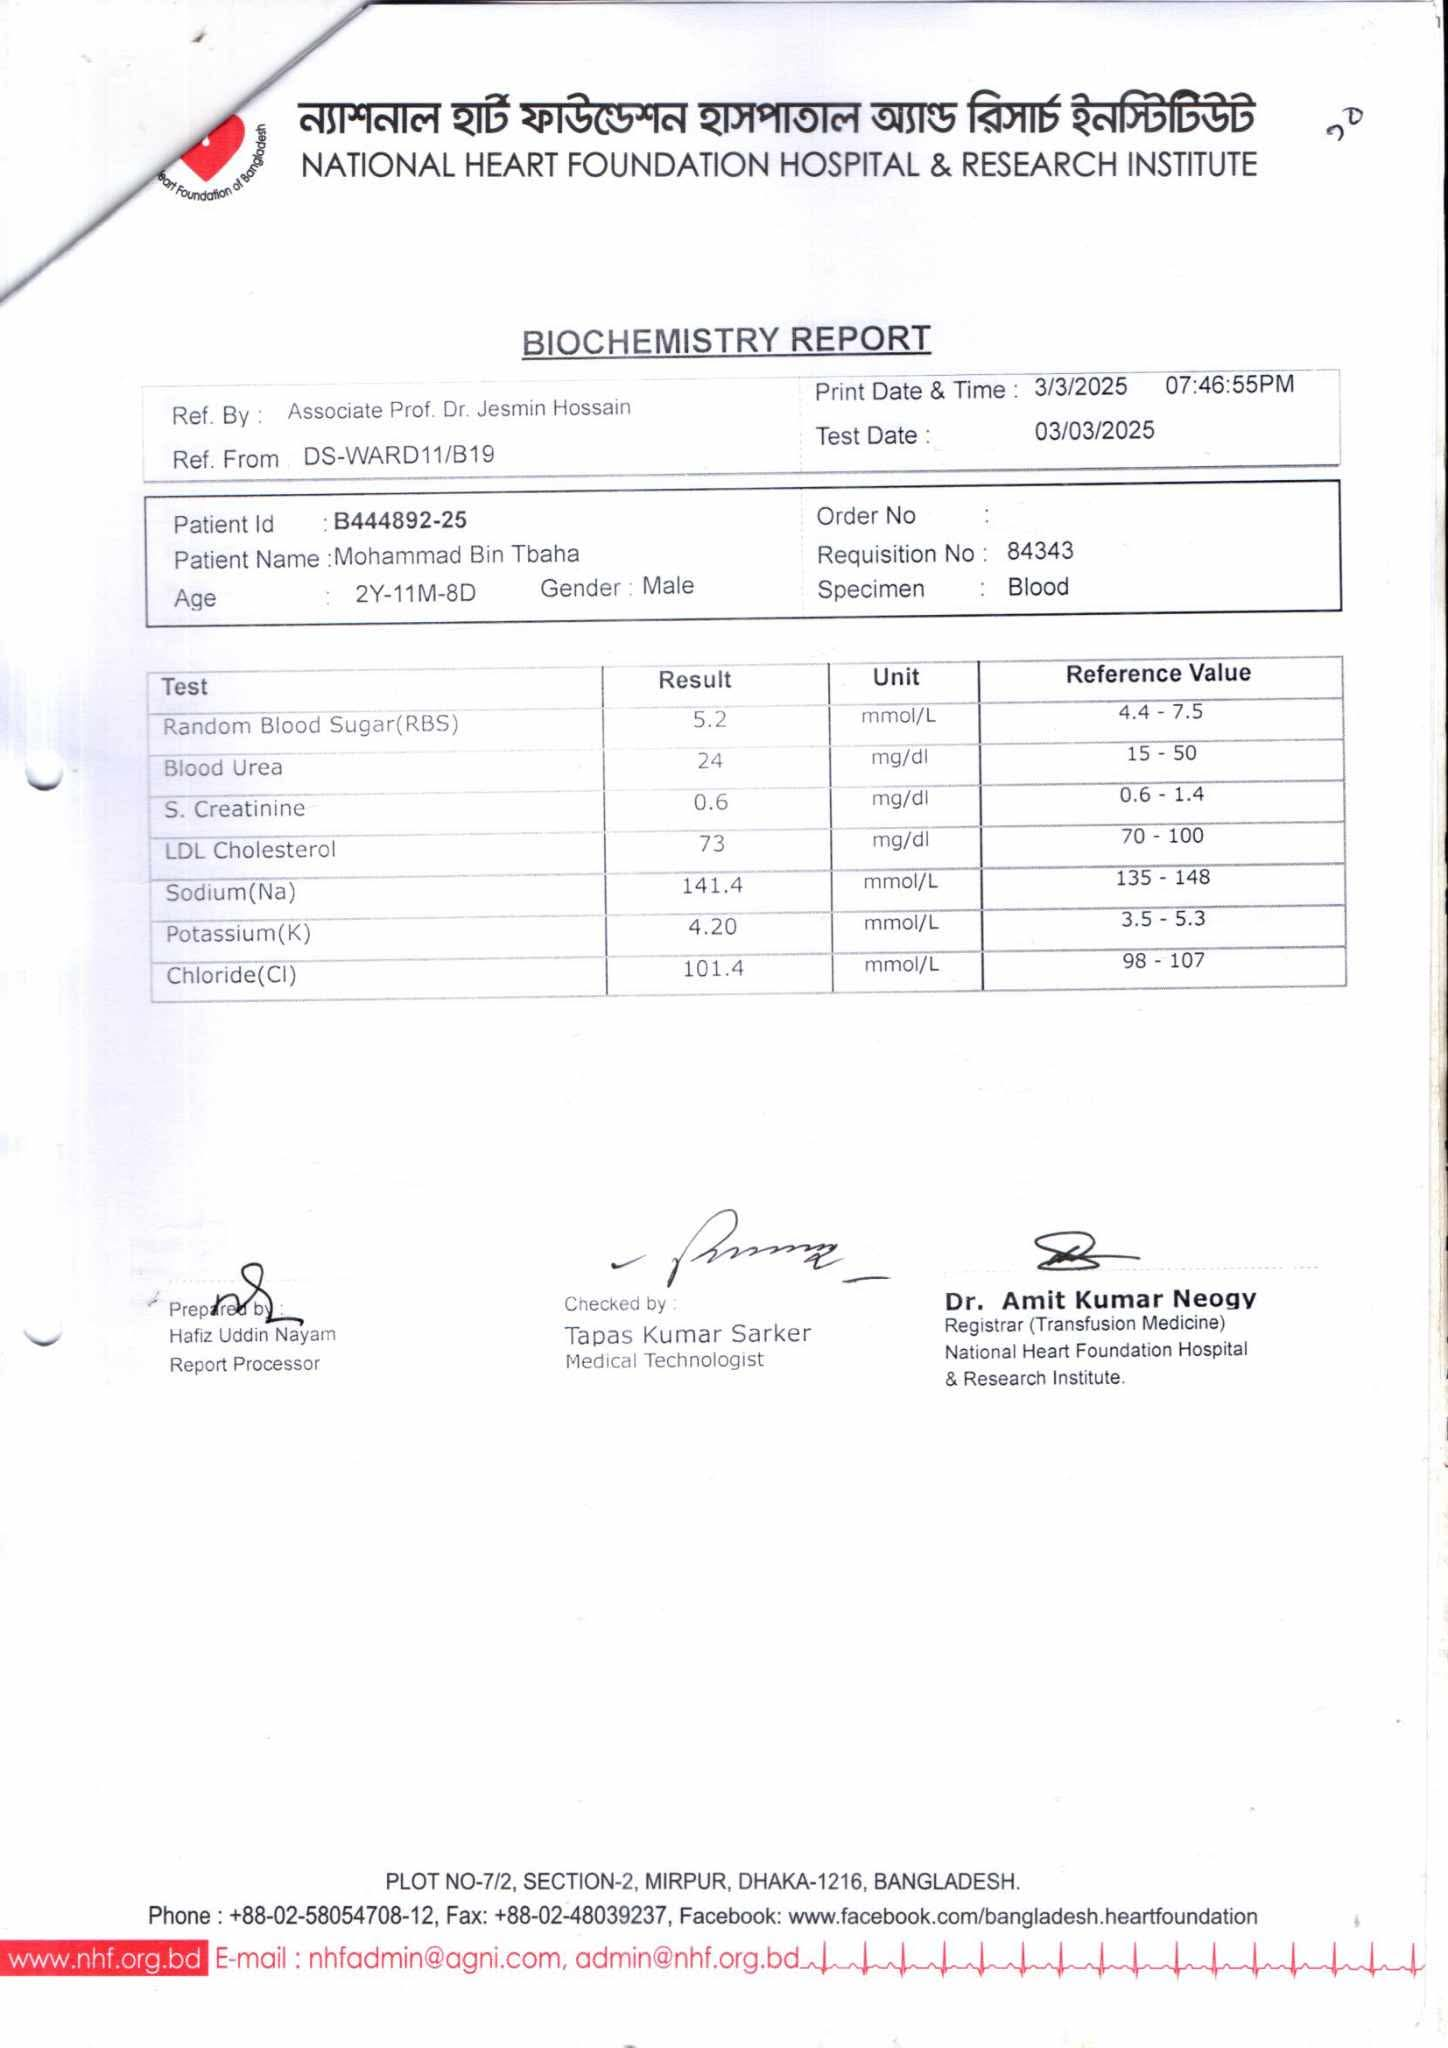 ন্যাশনাল হার্ট ফাউন্ডেশন হাসপাতাল অ্যান্ড রিসার্চ ইনস্টিটিউট
NATIONAL HEART FOUNDATION HOSPITAL & RESEARCH INSTITUTE
eart Foundation of Bangladesh
BIOCHEMISTRY REPORT
Ref. By : Associate Prof. Dr. Jesmin Hossain Print Date & Time : 3/3/2025 07:46:55PM
Ref. From DS-WARD11/B19 Test Date : 03/03/2025
Patient Id : B444892-25 Order No :
Patient Name :Mohammad Bin Tbaha Requisition No : 84343
Age : 2Y-11M-8D Gender : Male Specimen : Blood
Test Result Unit Reference Value
Random Blood Sugar(RBS) 5.2 mmol/L 4.4 - 7.5
Blood Urea 24 mg/dl 15 - 50
S. Creatinine 0.6 mg/dl 0.6 - 1.4
LDL Cholesterol 73 mg/dl 70 - 100
Sodium(Na) 141.4 mmol/L 135 - 148
Potassium(K) 4.20 mmol/L 3.5 - 5.3
Chloride(Cl) 101.4 mmol/L 98 - 107
Prepared by : Checked by : Dr. Amit Kumar Neogy
Hafiz Uddin Nayam Tapas Kumar Sarker Registrar (Transfusion Medicine)
Report Processor Medical Technologist National Heart Foundation Hospital
& Research Institute.
PLOT NO-7/2, SECTION-2, MIRPUR, DHAKA-1216, BANGLADESH.
Phone : +88-02-58054708-12, Fax: +88-02-48039237, Facebook: www.facebook.com/bangladesh.heartfoundation
www.nhf.org.bd E-mail : nhfadmin@agni.com, admin@nhf.org.bd